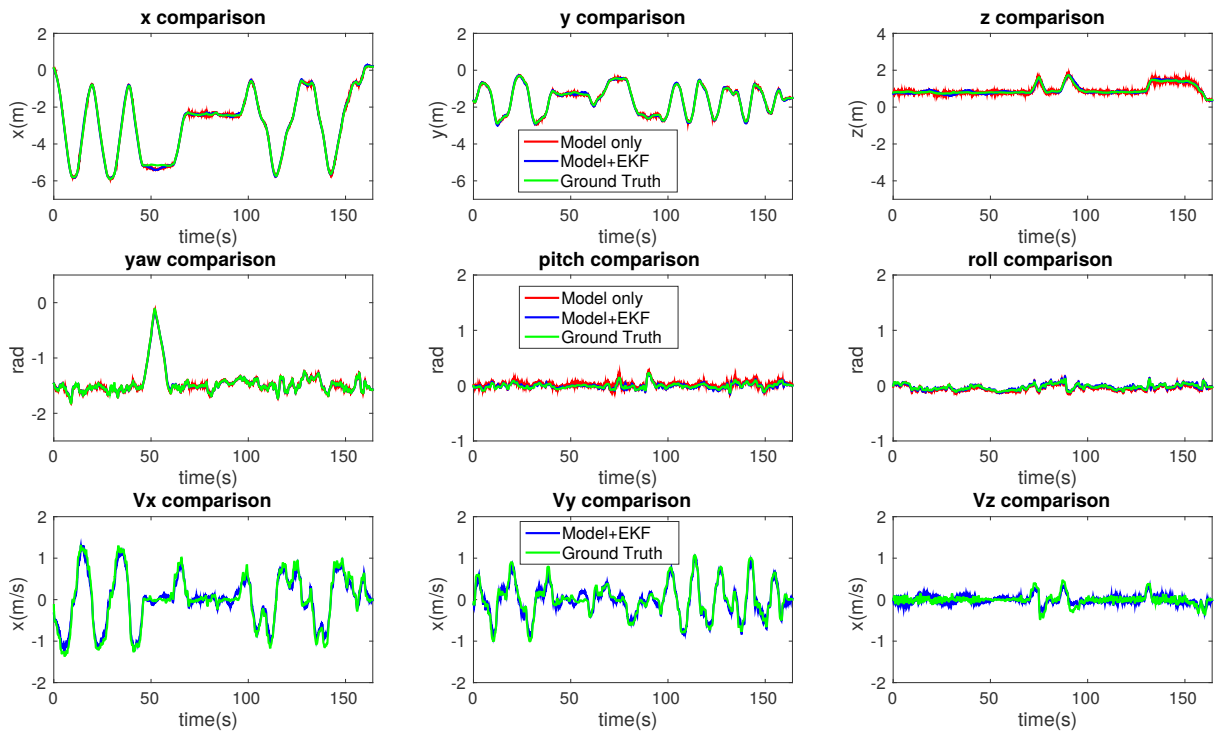 x comparison
y comparison
z comparison
2
0
-2
-4
-6
x(m)
0
50
100
150
time(s)
2
0
-2
-4
-6
y(m)
Model only
Model+EKF
Ground Truth
0
50
100
150
time(s)
4
2
0
-2
-4
z(m)
0
50
100
150
time(s)
yaw comparison
pitch comparison
roll comparison
0
-1
-2
rad
0
50
100
150
time(s)
2
1
0
-1
rad
Model only
Model+EKF
Ground Truth
0
50
100
150
time(s)
2
1
0
-1
rad
0
50
100
150
time(s)
Vx comparison
Vy comparison
Vz comparison
2
1
0
-1
-2
x(m/s)
0
50
100
150
time(s)
2
1
0
-1
-2
x(m/s)
Model+EKF
Ground Truth
0
50
100
150
time(s)
2
1
0
-1
-2
x(m/s)
0
50
100
150
time(s)